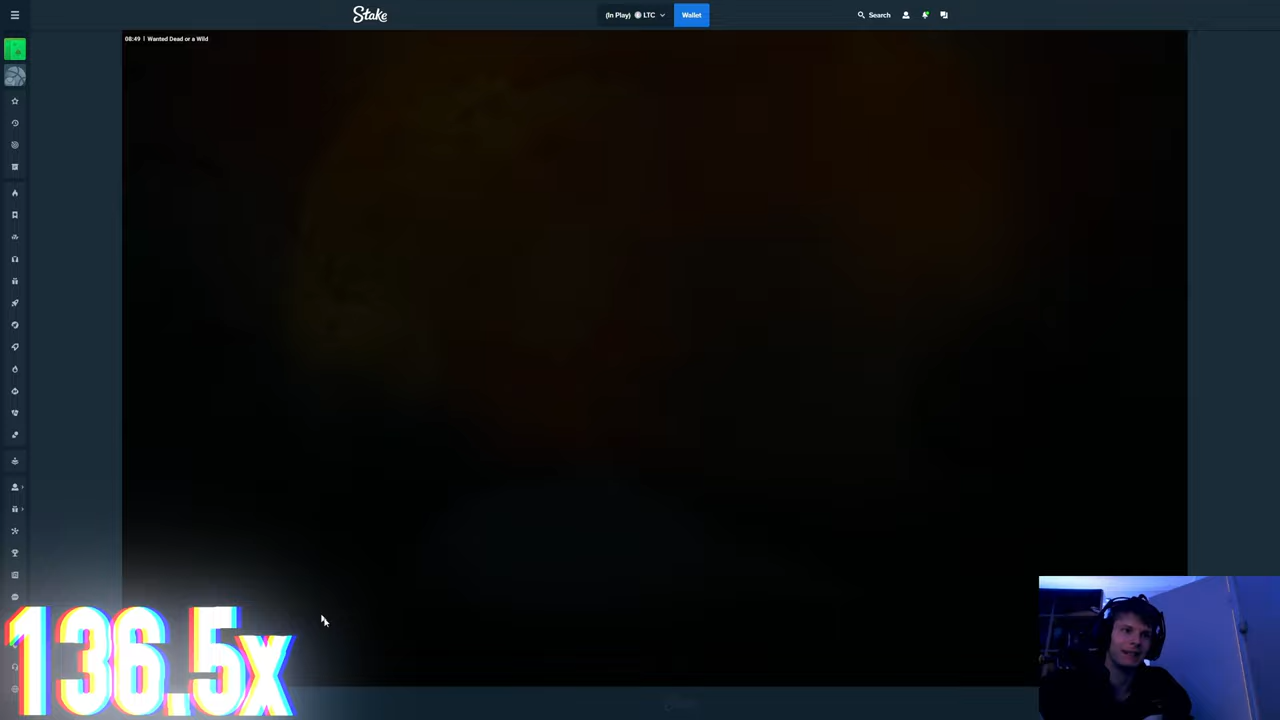 Stake
(In Play) LTC
Wallet
Search
08:49 | Wanted Dead or a Wild
136.5x